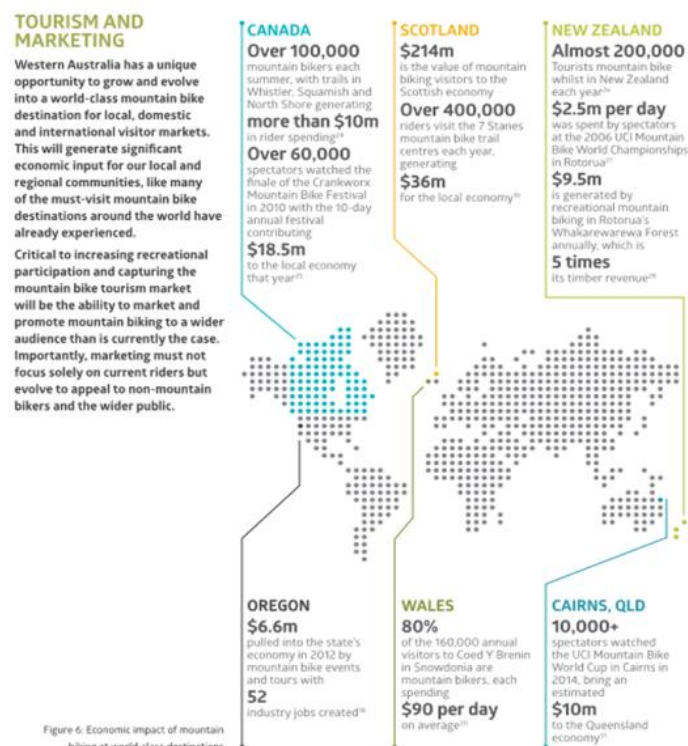 TOURISM AND
MARKETING
Western Australia has a unique
opportunity to grow and evolve
into a world-class mountain bike
destination for local, domestic
and international visitor markets.
This will generate significant
economic input for our local and
regional communities, like many
of the must-visit mountain bike
destinations around the world have
already experienced.
Critical to increasing recreational
participation and capturing the
mountain bike tourism market
will be the ability to market and
promote mountain biking to a wider
audience than is currently the case.
Importantly, marketing must not
focus solely on current riders but
evolve to appeal to non-mountain
bikers and the wider public.
CANADA
Over 100,000
mountain bikers each
summer, with trails in
Whistler, Squamish and
North Shore generating
more than $10m
in rider spending²⁴
Over 60,000
spectators watched the
finale of the Crankworx
Mountain Bike Festival
in 2010 with the 10-day
annual festival
contributing
$18.5m
to the local economy
that year²⁵
SCOTLAND
$214m
is the value of mountain
biking visitors to the
Scottish economy
Over 400,000
riders visit the 7 Stanes
mountain bike trail
centres each year,
generating
$36m
for the local economy
NEW ZEALAND
Almost 200,000
Tourists mountain bike
whilst in New Zealand
each year²⁶
$2.5m per day
was spent by spectators
at the 2006 UCI Mountain
Bike World Championships
in Rotorua²⁷
$9.5m
is generated by
recreational mountain
biking in Rotorua's
Whakarewarewa Forest
annually, which is
5 times
its timber revenue²⁸
OREGON
$6.6m
pulled into the state's
economy in 2012 by
mountain bike events
and tours with
52
industry jobs created
WALES
80%
of the 160,000 annual
visitors to Coed Y Brenin
in Snowdonia are
mountain bikers, each
spending
$90 per day
on average
CAIRNS, QLD
10,000+
spectators watched
the UCI Mountain Bike
World Cup in Cairns in
2014, bring an
estimated
$10m
to the Queensland
economy
Figure 6: Economic impact of mountain
biking at world class destinations